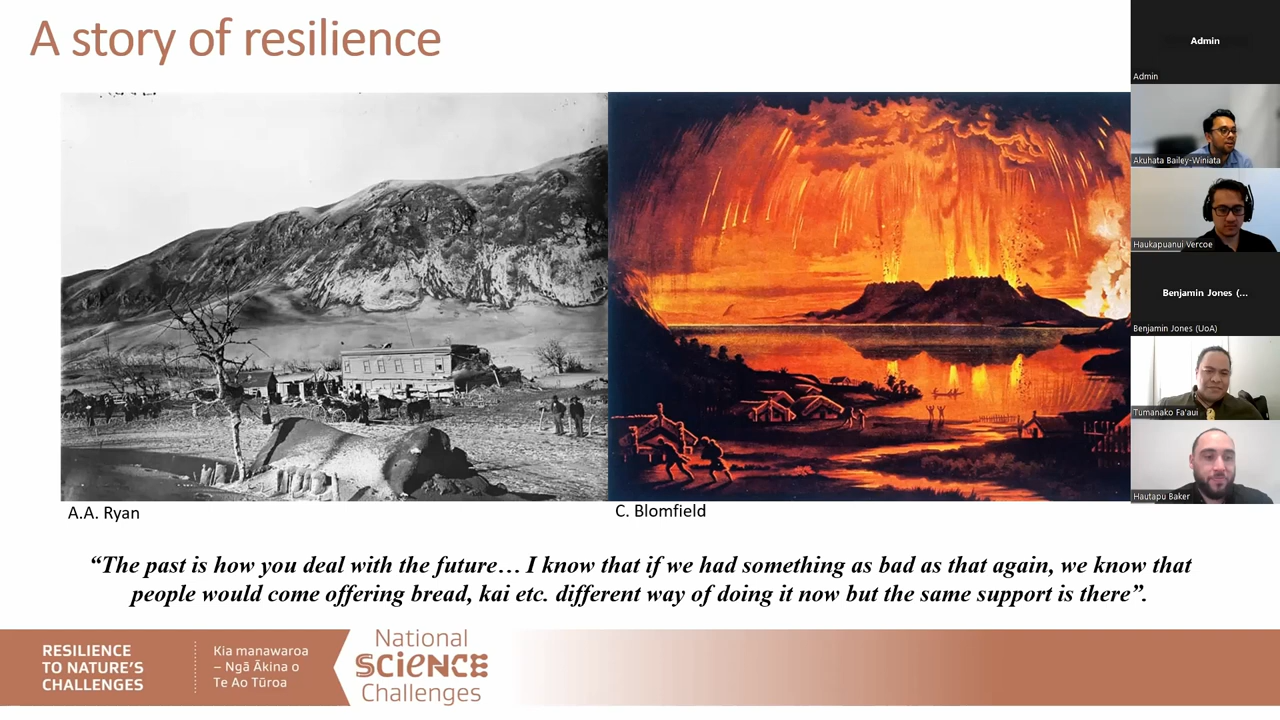 A story of resilience
A.A. Ryan
C. Blomfield
“The past is how you deal with the future… I know that if we had something as bad as that again, we know that
people would come offering bread, kai etc. different way of doing it now but the same support is there”.
RESILIENCE
TO NATURE'S
CHALLENGES
Kia manawaroa
– Ngā Ākina o
Te Ao Tūroa
National
SCIENCE
Challenges
Admin
Admin
Akuhata Bailey-Winiata
Haukapuanui Vercoe
Benjamin Jones (...
Benjamin Jones (UoA)
Tumanako Fa'aui
Hautapu Baker